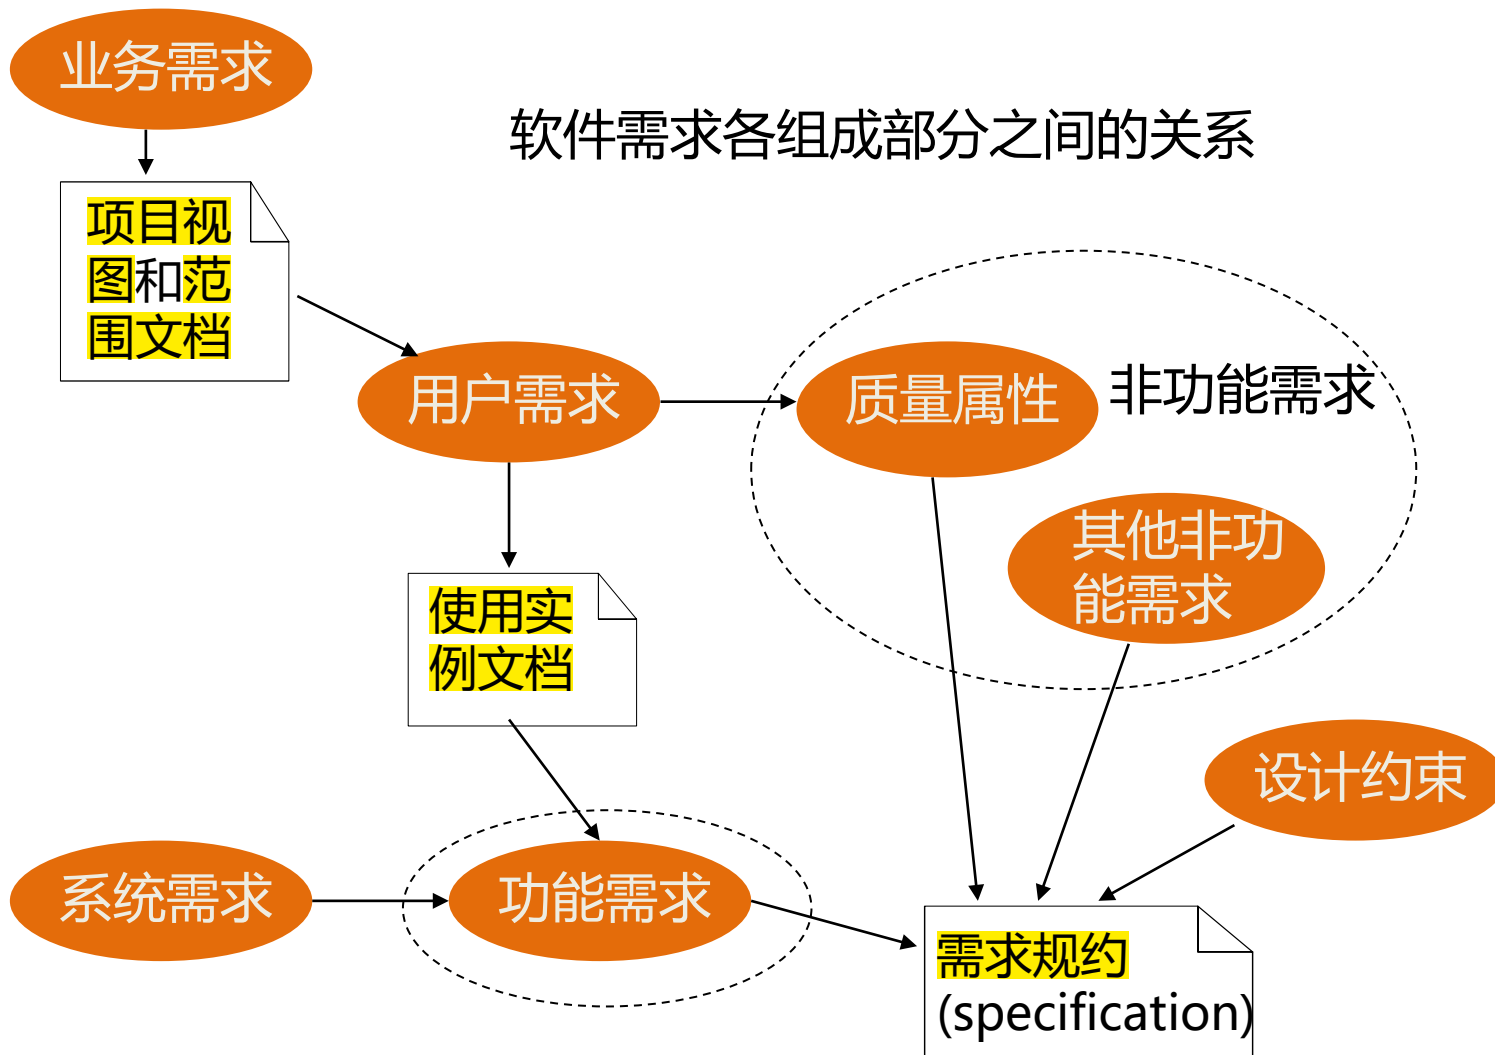 业务需求
软件需求各组成部分之间的关系
项目视
图和范
围文档
用户需求
质量属性
非功能需求
其他非功
能需求
使用实
例文档
设计约束
系统需求
功能需求
需求规约
(specification)